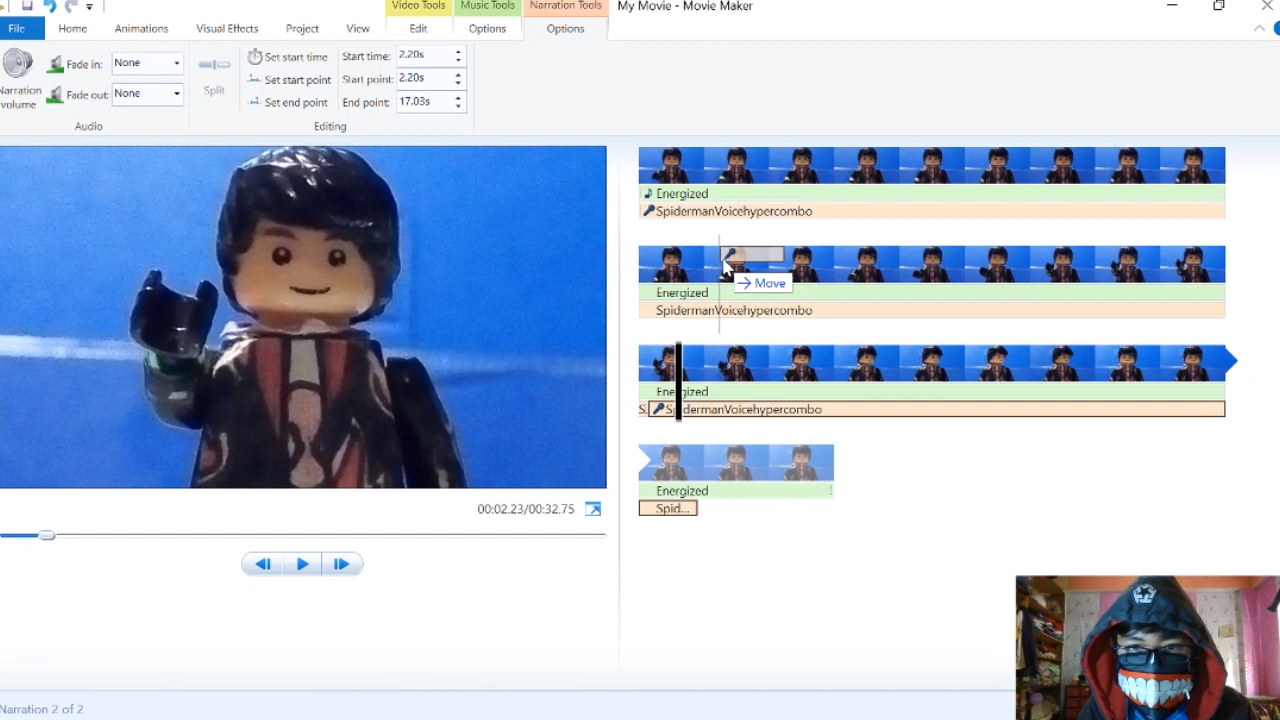 Video Tools Music Tools Narration Tools My Movie - Movie Maker
File Home Animations Visual Effects Project View Edit Options Options
Narration volume
Fade in: None
Fade out: None
Split
Set start time Start time: 2.20s
Set start point Start point: 2.20s
Set end point End point: 17.03s
Audio Editing
Energized
SpidermanVoicehypercombo
Move
Energized
SpidermanVoicehypercombo
Energized
S. SpidermanVoicehypercombo
Energized
Spid...
00:02.23/00:32.75
Narration 2 of 2